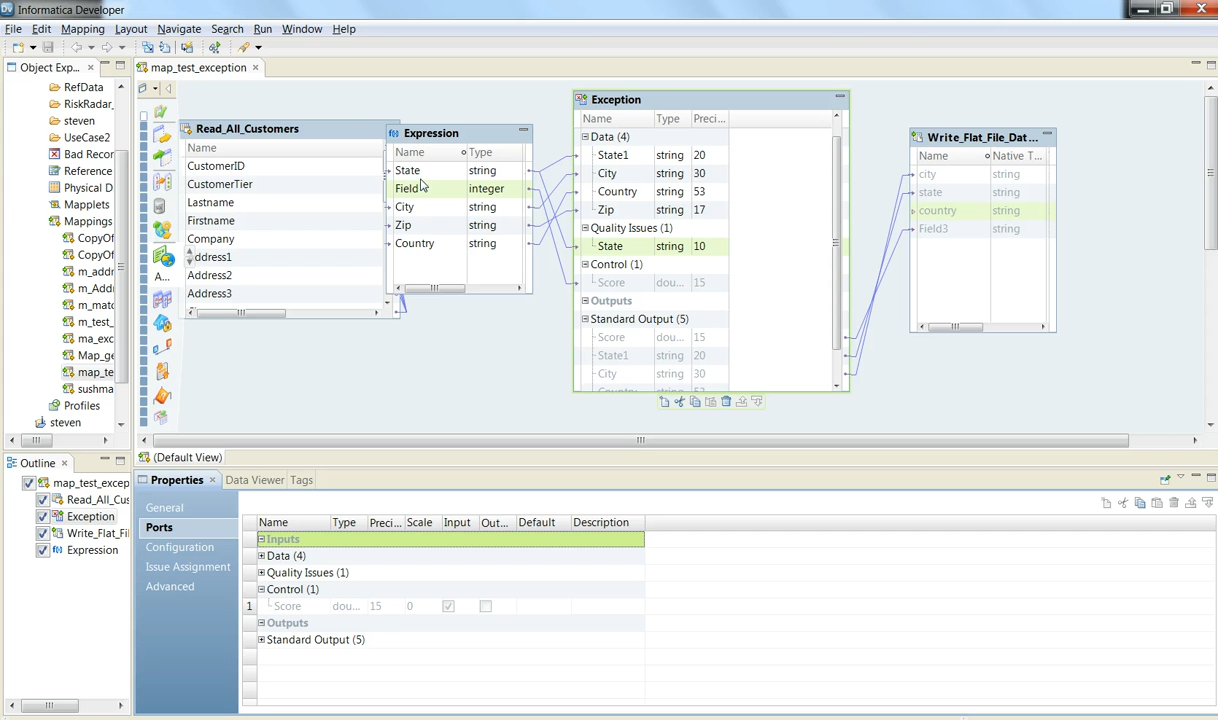 Informatica Developer
File Edit Mapping Layout Navigate Search Run Window Help
Object Exp...
RefData
RiskRadar_
steven
UseCase2
Bad Recor
Reference
Physical D
Mapplets
Mappings
CopyOf
CopyOf
m_addr
m_Add
m_mat
m_test_
ma_exc
Map_ge
map_te
sushma
Profiles
steven
map_test_exception
A...
Read_All_Customers
Name
CustomerID
CustomerTier
Lastname
Firstname
Company
Address1
Address2
Address3
Expression
Name Type
State string
Field integer
City string
Zip string
Country string
Exception
Name Type Preci...
Data (4)
State1 string 20
City string 30
Country string 53
Zip string 17
Quality Issues (1)
State string 10
Control (1)
Score dou... 15
Outputs
Standard Output (5)
Score dou... 15
State1 string 20
City string 30
Country string 53
Write_Flat_File_Dat...
Name Native T...
city string
state string
country string
Field3 string
(Default View)
Outline
map_test_excep
Read_All_Cus
Exception
Write_Flat_Fil
Expression
Properties Data Viewer Tags
General
Ports
Configuration
Issue Assignment
Advanced
Name Type Preci... Scale Input Out... Default Description
Inputs
Data (4)
Quality Issues (1)
Control (1)
1 Score dou... 15 0
Outputs
Standard Output (5)